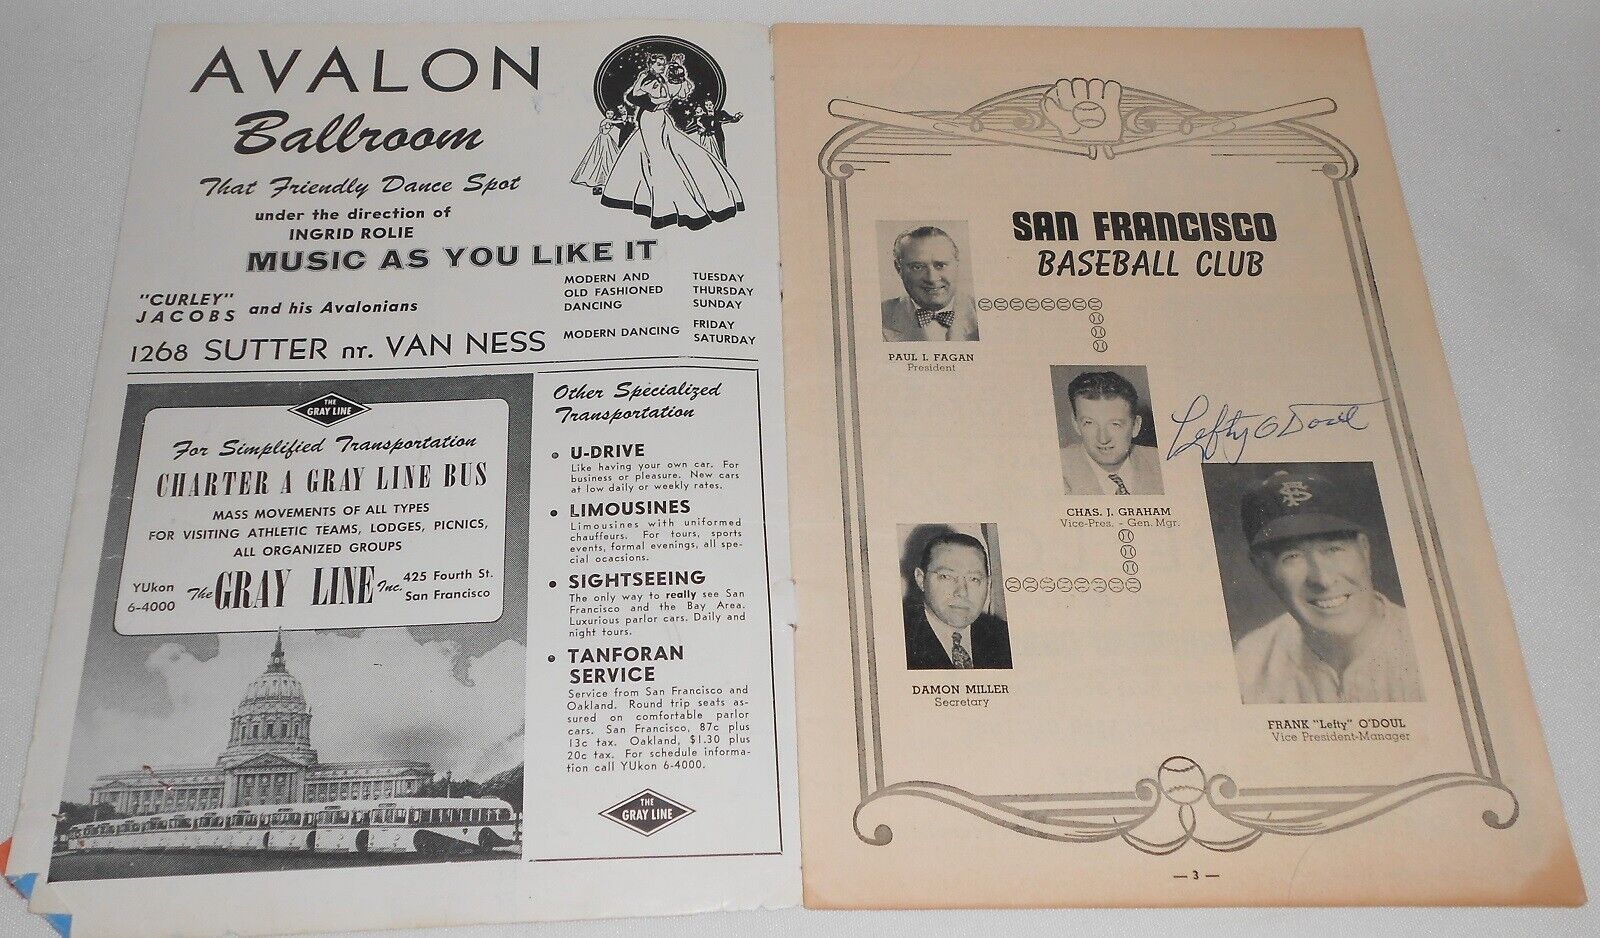 AVALON
Ballroom
That Friendly Dance Spot
under the direction of
INGRID ROLIE
MUSIC AS YOU LIKE IT
"CURLEY"
JACOBS
and his Avalonians
MODERN AND
OLD FASHIONED
DANCING
TUESDAY
THURSDAY
SUNDAY
MODERN DANCING
FRIDAY
SATURDAY
1268 SUTTER nr. VAN NESS
THE
GRAY LINE
For Simplified Transportation
CHARTER A GRAY LINE BUS
MASS MOVEMENTS OF ALL TYPES
FOR VISITING ATHLETIC TEAMS, LODGES, PICNICS,
ALL ORGANIZED GROUPS
YUkon
6-4000
The GRAY LINE Inc.
425 Fourth St.
San Francisco
Other Specialized
Transportation
• U-DRIVE
Like having your own car. For
business or pleasure. New cars
at low daily or weekly rates.
• LIMOUSINES
Limousines with uniformed
chauffeurs. For tours, sports
events, formal evenings, all spe-
cial ocacsions.
• SIGHTSEEING
The only way to really see San
Francisco and the Bay Area.
Luxurious parlor cars. Daily and
night tours.
• TANFORAN
SERVICE
Service from San Francisco and
Oakland. Round trip seats as-
sured on comfortable parlor
cars. San Francisco, 87c plus
13c tax. Oakland, $1.30 plus
20c tax. For schedule informa-
tion call YUkon 6-4000.
THE
GRAY LINE
SAN FRANCISCO
BASEBALL CLUB
PAUL I. FAGAN
President
CHAS. J. GRAHAM
Vice-Pres. - Gen. Mgr.
Lefty O'Doul
SF
DAMON MILLER
Secretary
FRANK "Lefty" O'DOUL
Vice President-Manager
— 3 —